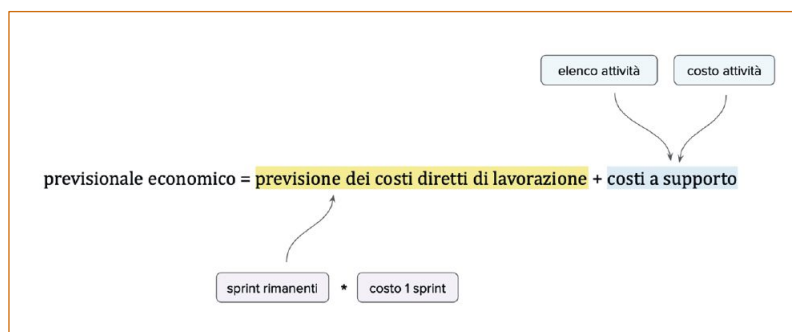 elenco attività costo attività
previsionale economico = previsione dei costi diretti di lavorazione + costi a supporto
sprint rimanenti * costo 1 sprint